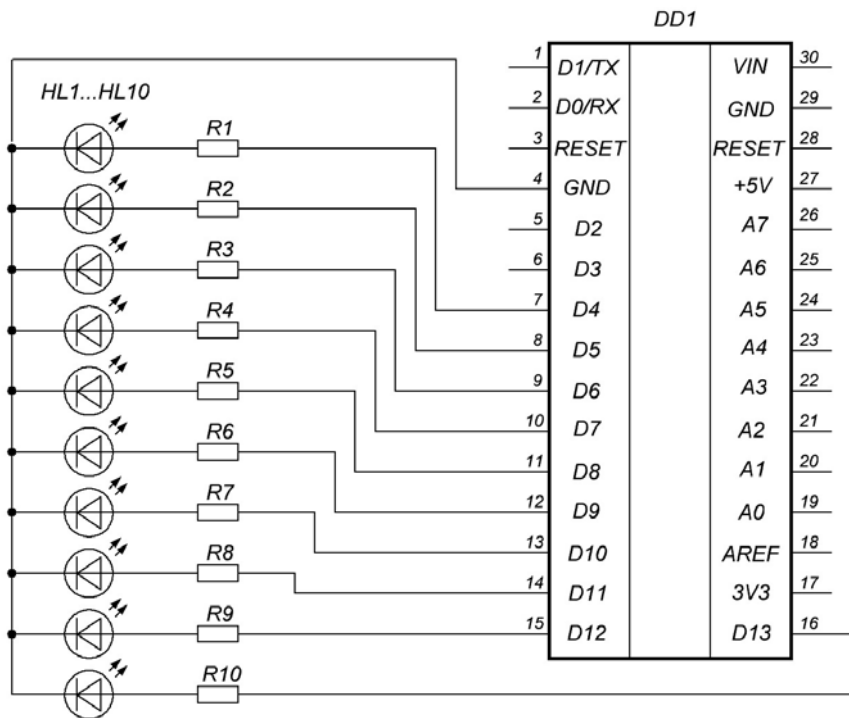 DD1
HL1...HL10
R1
R2
R3
R4
R5
R6
R7
R8
R9
R10
1 D1/TX VIN 30
2 D0/RX GND 29
3 RESET RESET 28
4 GND +5V 27
5 D2 A7 26
6 D3 A6 25
7 D4 A5 24
8 D5 A4 23
9 D6 A3 22
10 D7 A2 21
11 D8 A1 20
12 D9 A0 19
13 D10 AREF 18
14 D11 3V3 17
15 D12 D13 16